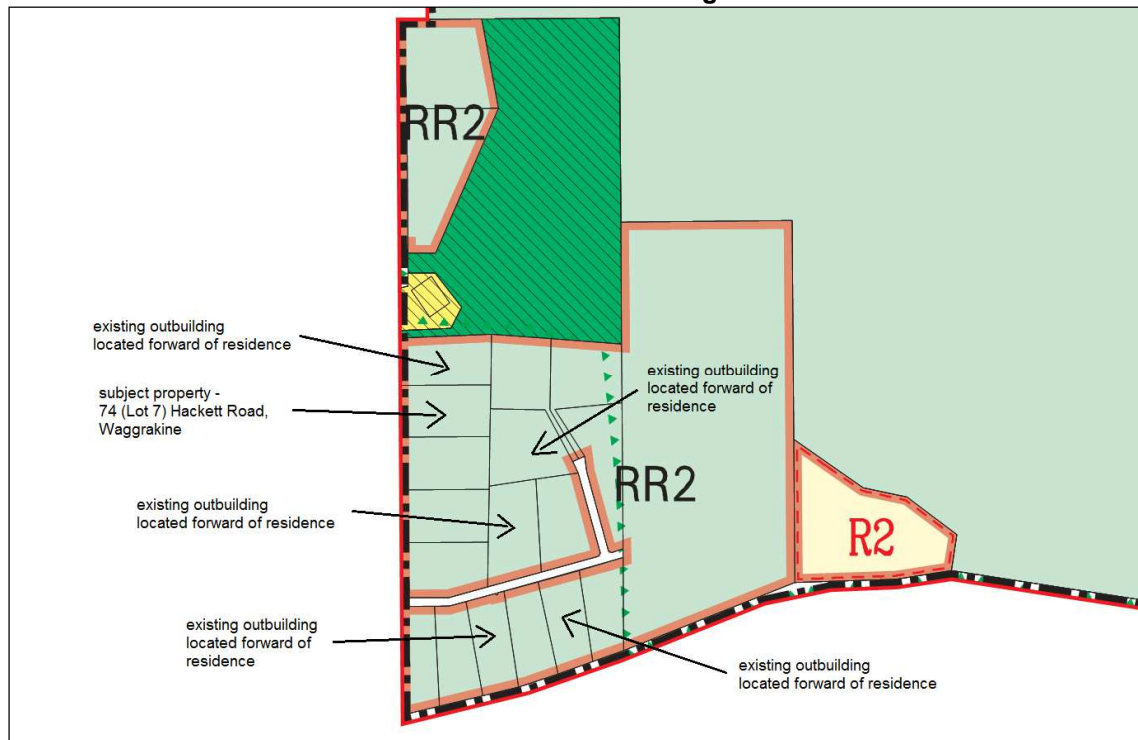 RR2
existing outbuilding
located forward of residence
subject property -
74 (Lot 7) Hackett Road,
Waggrakine
existing outbuilding
located forward of
residence
RR2
existing outbuilding
located forward of residence
R2
existing outbuilding
located forward of
residence
existing outbuilding
located forward of residence